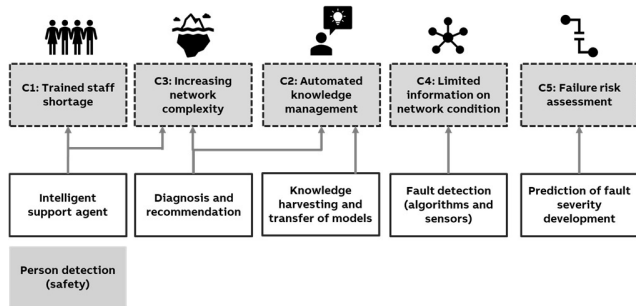 C1: Trained staff
shortage
C3: Increasing
network
complexity
C2: Automated
knowledge
management
C4: Limited
information on
network condition
C5: Failure risk
assessment
Intelligent
support agent
Diagnosis and
recommendation
Knowledge
harvesting and
transfer of models
Fault detection
(algorithms and
sensors)
Prediction of fault
severity
development
Person detection
(safety)